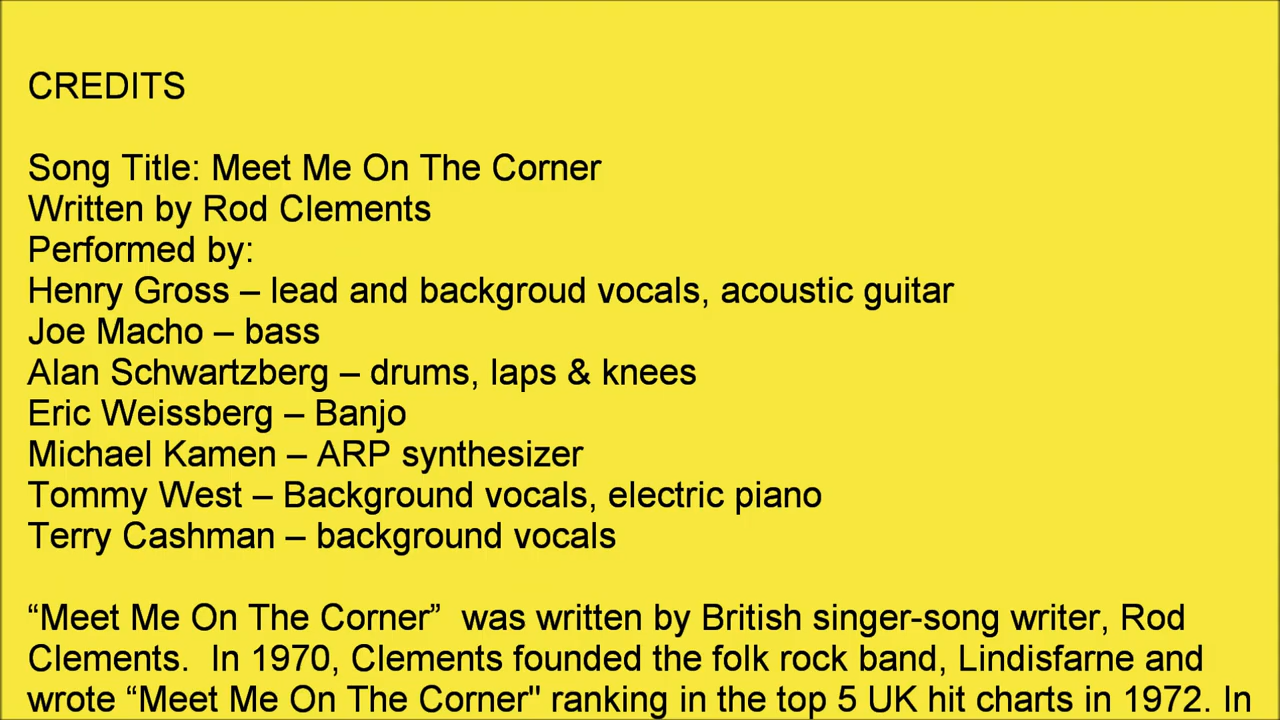 CREDITS
Song Title: Meet Me On The Corner
Written by Rod Clements
Performed by:
Henry Gross – lead and backgroud vocals, acoustic guitar
Joe Macho – bass
Alan Schwartzberg – drums, laps & knees
Eric Weissberg – Banjo
Michael Kamen – ARP synthesizer
Tommy West – Background vocals, electric piano
Terry Cashman – background vocals
“Meet Me On The Corner”  was written by British singer-song writer, Rod
Clements.  In 1970, Clements founded the folk rock band, Lindisfarne and
wrote “Meet Me On The Corner" ranking in the top 5 UK hit charts in 1972. In